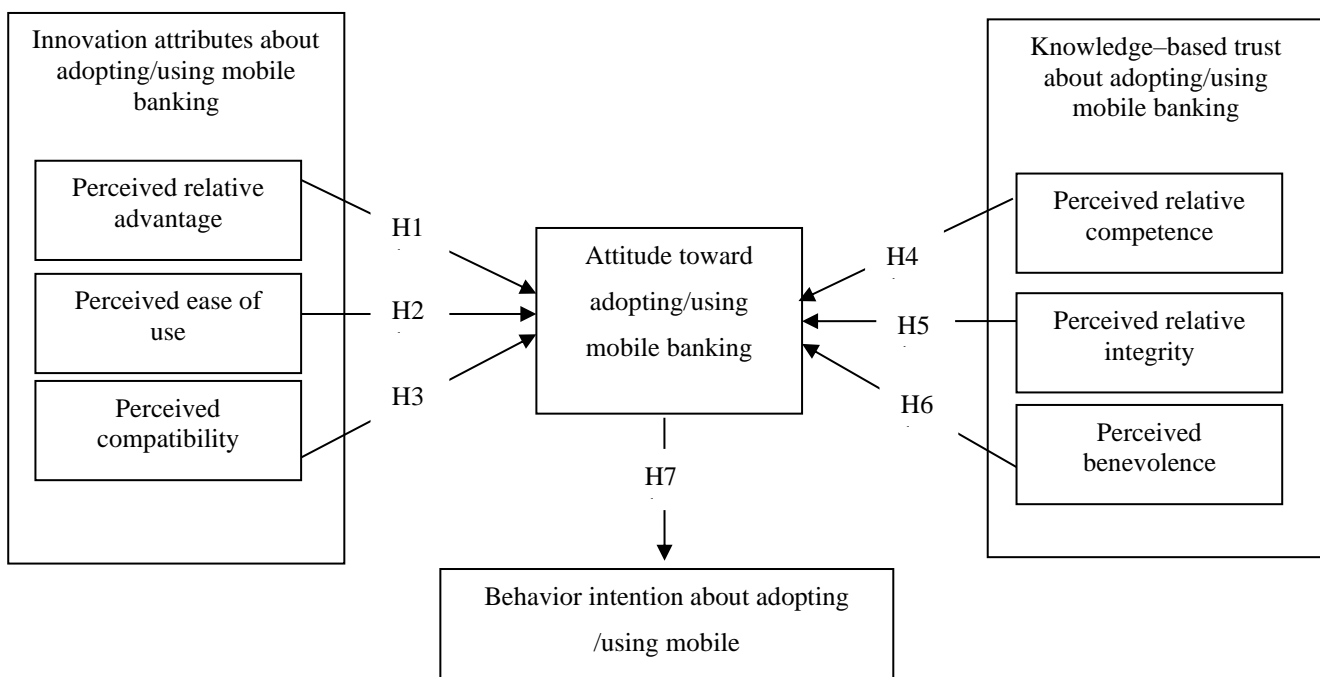 Innovation attributes about
adopting/using mobile
banking
Perceived relative
advantage
Perceived ease of
use
Perceived
compatibility
H1
H2
H3
Attitude toward
adopting/using
mobile banking
H4
H5
H6
Knowledge–based trust
about adopting/using
mobile banking
Perceived relative
competence
Perceived relative
integrity
Perceived
benevolence
H7
Behavior intention about adopting
/using mobile